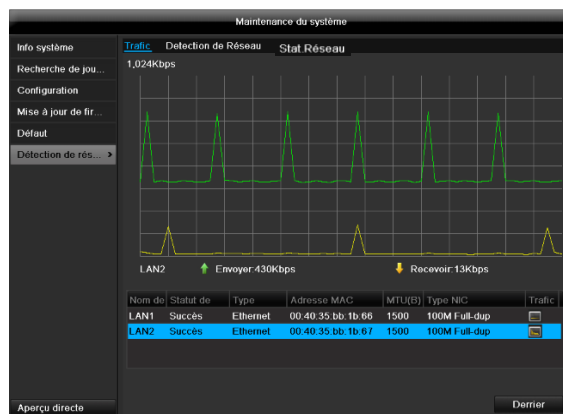 Maintenance du système
Info système
Recherche de jou...
Configuration
Mise à jour de fir...
Défaut
Détection de rés... >
Trafic Detection de Réseau Stat.Réseau
1,024Kbps
LAN2 Envoyer:430Kbps Recevoir:13Kbps
Nom de Statut de Type Adresse MAC MTU(B) Type NIC Trafic
LAN1 Succès Ethernet 00:40:35:bb:1b:66 1500 100M Full-dup
LAN2 Succès Ethernet 00:40:35:bb:1b:67 1500 100M Full-dup
Aperçu directe
Derrier